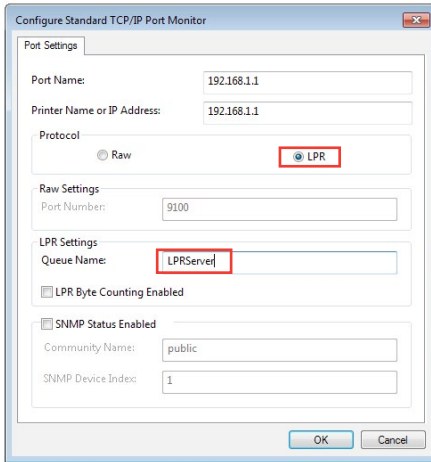 Configure Standard TCP/IP Port Monitor
Port Settings
Port Name: 192.168.1.1
Printer Name or IP Address: 192.168.1.1
Protocol
Raw LPR
Raw Settings
Port Number: 9100
LPR Settings
Queue Name: LPRServer
LPR Byte Counting Enabled
SNMP Status Enabled
Community Name: public
SNMP Device Index: 1
OK Cancel